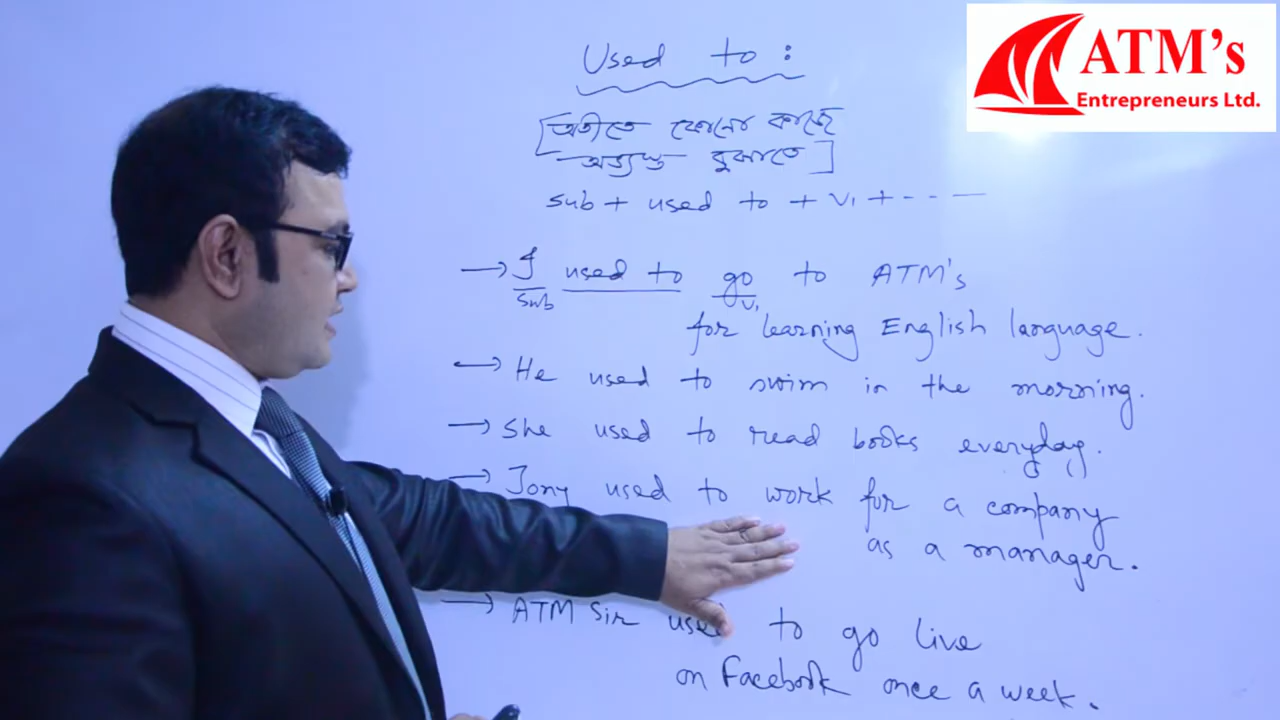 ATM's
Entrepreneurs Ltd.
Used to :
[অতীতে কোনো কাজে
অভ্যস্ত বুঝাতে ]
sub + used to + V1 + - - -
→ I used to go to ATM's
sub V1
for learning English language.
→ He used to swim in the morning.
→ She used to read books everyday.
→ Jony used to work for a company
as a manager.
→ ATM Sir used to go live
on Facebook once a week.